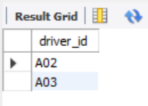 Result Grid
driver_id
A02
A03